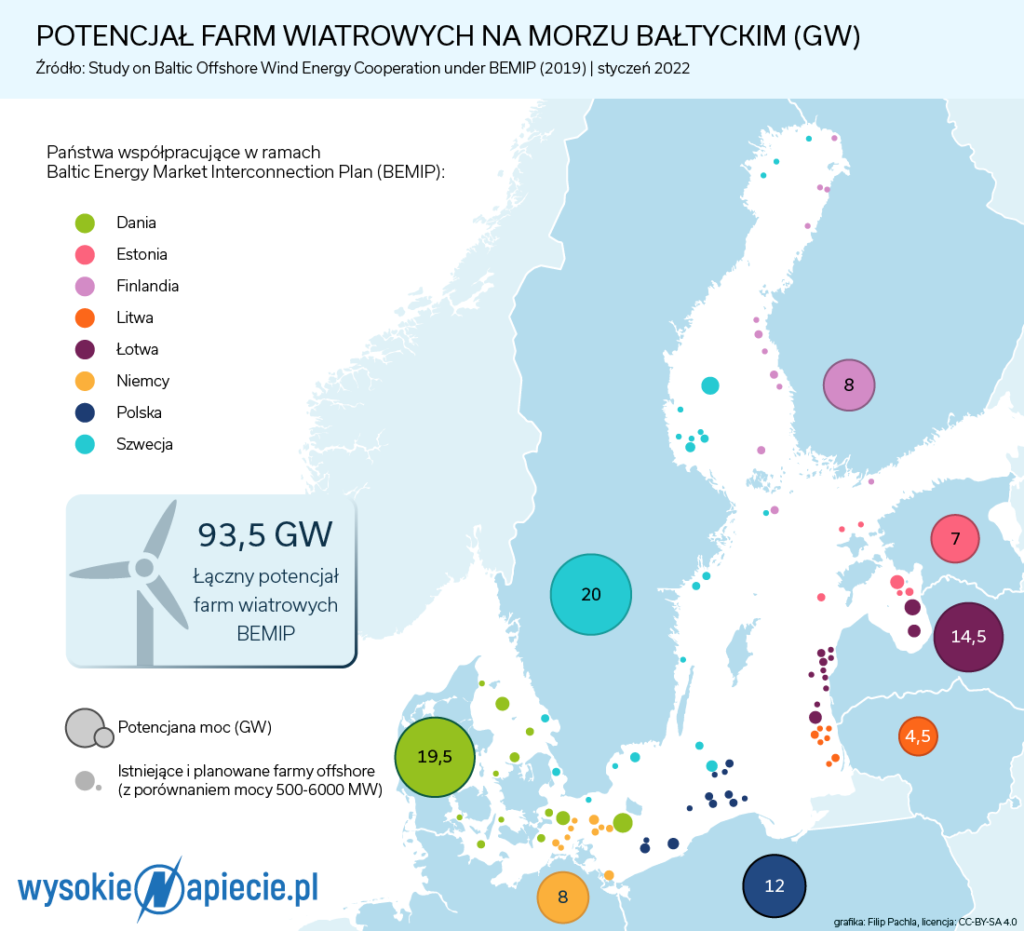 POTENCJAŁ FARM WIATROWYCH NA MORZU BAŁTYCKIM (GW)
Źródło: Study on Baltic Offshore Wind Energy Cooperation under BEMIP (2019) | styczeń 2022
Państwa współpracujące w ramach
Baltic Energy Market Interconnection Plan (BEMIP):
Dania
Estonia
Finlandia
Litwa
Łotwa
Niemcy
Polska
Szwecja
8
93,5 GW
Łączny potencjał
farm wiatrowych
BEMIP
7
20
14,5
Potencjana moc (GW)
4,5
19,5
Istniejące i planowane farmy offshore
(z porównaniem mocy 500-6000 MW)
wysokieNapiecie.pl
8
12
grafika: Filip Pachla, licencja: CC-BY-SA 4.0